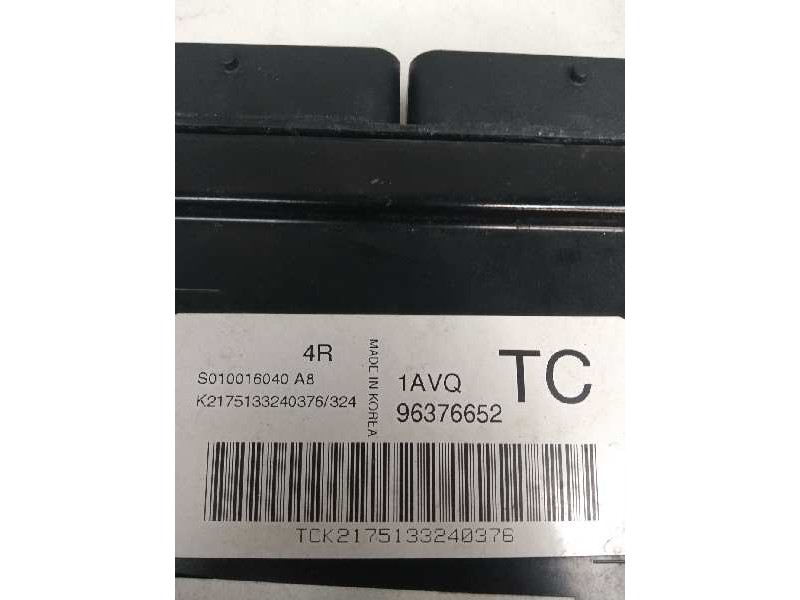 4R
S010016040 A8
K2175133240376/324
MADE IN KOREA
1AVQ
96376652
TC
TCK2175133240376